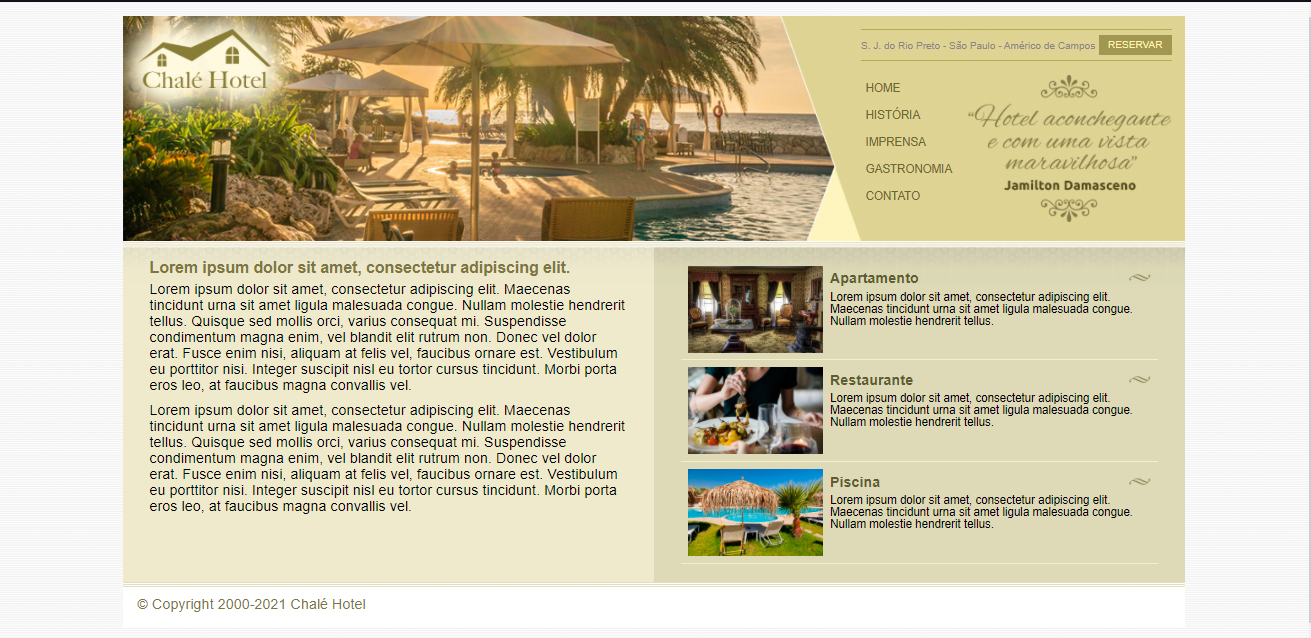 Chalé Hotel
S. J. do Rio Preto - São Paulo - Américo de Campos
RESERVAR
HOME
HISTÓRIA
IMPRENSA
GASTRONOMIA
CONTATO
“Hotel aconchegante
e com uma vista
maravilhosa”
Jamilton Damasceno
Lorem ipsum dolor sit amet, consectetur adipiscing elit.
Lorem ipsum dolor sit amet, consectetur adipiscing elit. Maecenas
tincidunt urna sit amet ligula malesuada congue. Nullam molestie hendrerit
tellus. Quisque sed mollis orci, varius consequat mi. Suspendisse
condimentum magna enim, vel blandit elit rutrum non. Donec vel dolor
erat. Fusce enim nisi, aliquam at felis vel, faucibus ornare est. Vestibulum
eu porttitor nisi. Integer suscipit nisl eu tortor cursus tincidunt. Morbi porta
eros leo, at faucibus magna convallis vel.
Lorem ipsum dolor sit amet, consectetur adipiscing elit. Maecenas
tincidunt urna sit amet ligula malesuada congue. Nullam molestie hendrerit
tellus. Quisque sed mollis orci, varius consequat mi. Suspendisse
condimentum magna enim, vel blandit elit rutrum non. Donec vel dolor
erat. Fusce enim nisi, aliquam at felis vel, faucibus ornare est. Vestibulum
eu porttitor nisi. Integer suscipit nisl eu tortor cursus tincidunt. Morbi porta
eros leo, at faucibus magna convallis vel.
Apartamento
Lorem ipsum dolor sit amet, consectetur adipiscing elit.
Maecenas tincidunt urna sit amet ligula malesuada congue.
Nullam molestie hendrerit tellus.
Restaurante
Lorem ipsum dolor sit amet, consectetur adipiscing elit.
Maecenas tincidunt urna sit amet ligula malesuada congue.
Nullam molestie hendrerit tellus.
Piscina
Lorem ipsum dolor sit amet, consectetur adipiscing elit.
Maecenas tincidunt urna sit amet ligula malesuada congue.
Nullam molestie hendrerit tellus.
© Copyright 2000-2021 Chalé Hotel